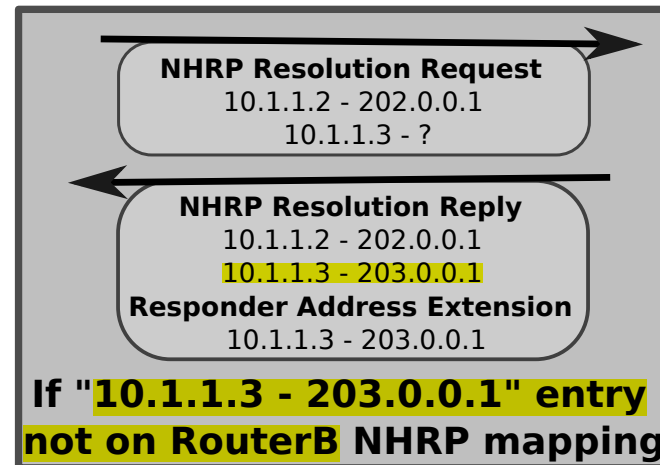 NHRP Resolution Request
10.1.1.2 - 202.0.0.1
10.1.1.3 - ?
NHRP Resolution Reply
10.1.1.2 - 202.0.0.1
10.1.1.3 - 203.0.0.1
Responder Address Extension
10.1.1.3 - 203.0.0.1
If "10.1.1.3 - 203.0.0.1" entry
not on RouterB NHRP mapping